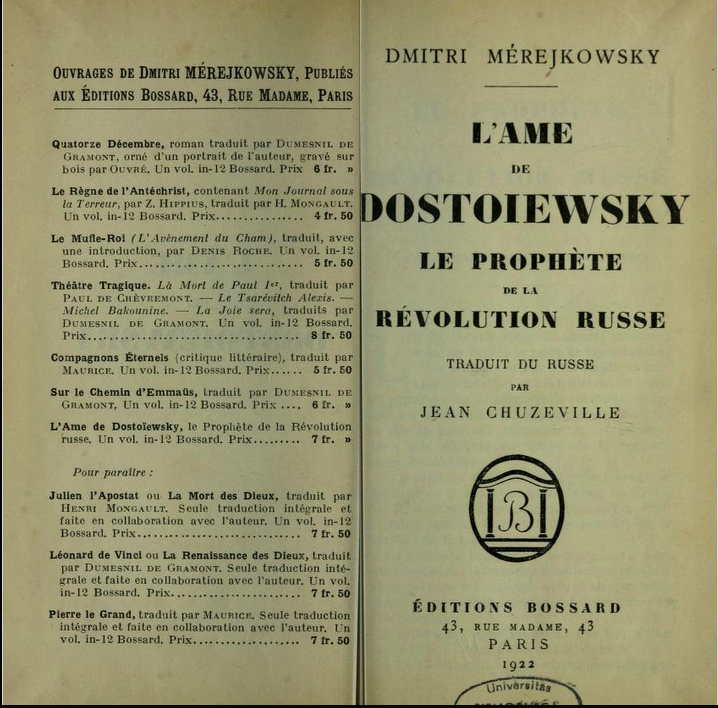 OUVRAGES DE DMITRI MÉREJKOWSKY, PUBLIÉS
AUX ÉDITIONS BOSSARD, 43, RUE MADAME, PARIS
Quatorze Décembre, roman traduit par DUMESNIL DE
GRAMONT, orné d'un portrait de l'auteur, gravé sur
bois par OUVRÉ. Un vol. in-12 Bossard. Prix 6 fr. »
Le Règne de l'Antéchrist, contenant Mon Journal sous
la Terreur, par Z. HIPPIUS, traduit par H. MONGAULT.
Un vol. in-12 Bossard. Prix................ 4 fr. 50
Le Mufle-Roi (L'Avènement du Cham), traduit, avec
une introduction, par DENIS ROCHE. Un vol. in-12
Bossard. Prix............................ 5 fr. 50
Théâtre Tragique. Là Mort de Paul Ier, traduit par
PAUL DE CHÈVREMONT. — Le Tsarévitch Alexis. —
Michel Bakounine. — La Joie sera, traduits par
DUMESNIL DE GRAMONT. Un vol. in-12 Bossard.
Prix..................................... 8 fr. 50
Compagnons Éternels (critique littéraire), traduit par
MAURICE. Un vol. in-12 Bossard. Prix...... 5 fr. 50
Sur le Chemin d'Emmaüs, traduit par DUMESNIL DE
GRAMONT, Un vol. in-12 Bossard. Prix .... 6 fr. »
L'Ame de Dostoïewsky, le Prophète de la Révolution
russe. Un vol. in-12 Bossard. Prix......... 7 fr. »
Pour paraître :
Julien l'Apostat ou La Mort des Dieux, traduit par
HENRI MONGAULT. Seule traduction intégrale et
faite en collaboration avec l'auteur. Un vol. in-12
Bossard. Prix............................ 7 fr. 50
Léonard de Vinci ou La Renaissance des Dieux, traduit
par DUMESNIL DE GRAMONT. Seule traduction inté-
grale et faite en collaboration avec l'auteur. Un vol.
in-12 Bossard. Prix...................... 7 fr. 50
Pierre le Grand, traduit par MAURICE. Seule traduction
intégrale et faite en collaboration avec l'auteur. Un
vol. in-12 Bossard. Prix................... 7 fr. 50
DMITRI MÉREJKOWSKY
L'AME
DE
DOSTOIEWSKY
LE PROPHÈTE
DE LA
RÉVOLUTION RUSSE
TRADUIT DU RUSSE
PAR
JEAN CHUZEVILLE
B
ÉDITIONS BOSSARD
43, RUE MADAME, 43
PARIS
1922
Universitas